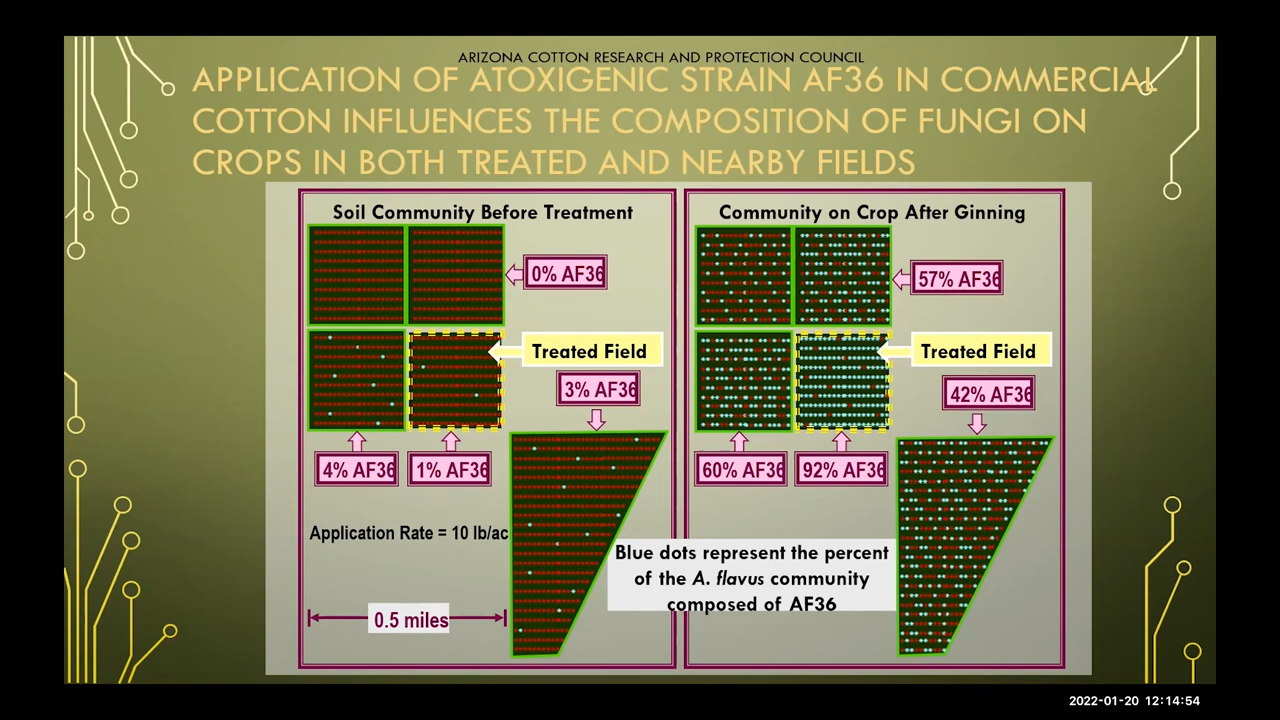 ARIZONA COTTON RESEARCH AND PROTECTION COUNCIL
APPLICATION OF ATOXIGENIC STRAIN AF36 IN COMMERCIAL
COTTON INFLUENCES THE COMPOSITION OF FUNGI ON
CROPS IN BOTH TREATED AND NEARBY FIELDS
Soil Community Before Treatment
0% AF36
Treated Field
3% AF36
4% AF36
1% AF36
Application Rate = 10 lb/ac
0.5 miles
Community on Crop After Ginning
57% AF36
Treated Field
42% AF36
60% AF36
92% AF36
Blue dots represent the percent
of the A. flavus community
composed of AF36
2022-01-20 12:14:54